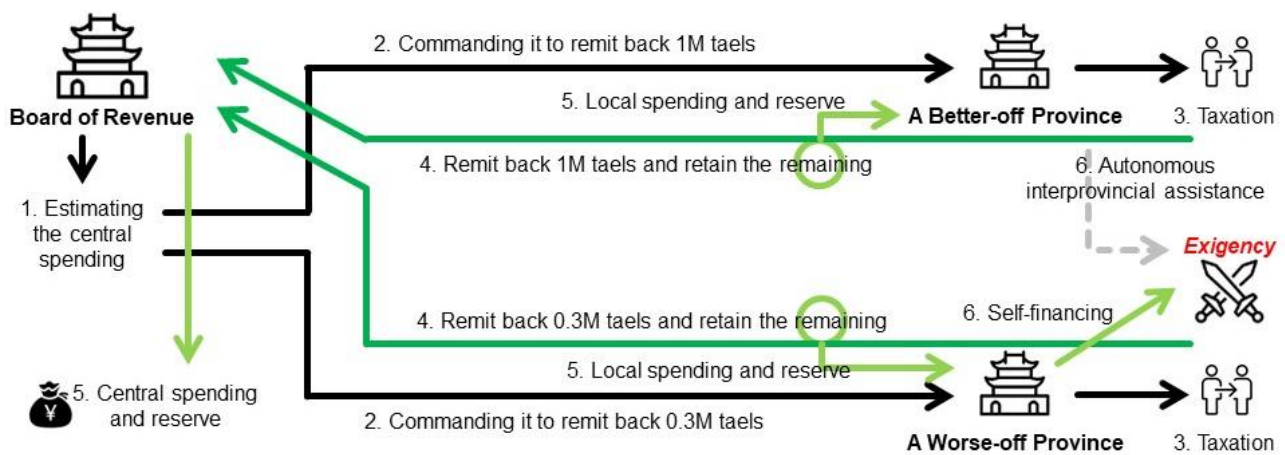 2. Commanding it to remit back 1M taels
Board of Revenue
5. Local spending and reserve
A Better-off Province
3. Taxation
4. Remit back 1M taels and retain the remaining
6. Autonomous
interprovincial assistance
1. Estimating
the central
spending
Exigency
4. Remit back 0.3M taels and retain the remaining
6. Self-financing
5. Local spending and reserve
¥
5. Central spending
and reserve
2. Commanding it to remit back 0.3M taels
A Worse-off Province
3. Taxation